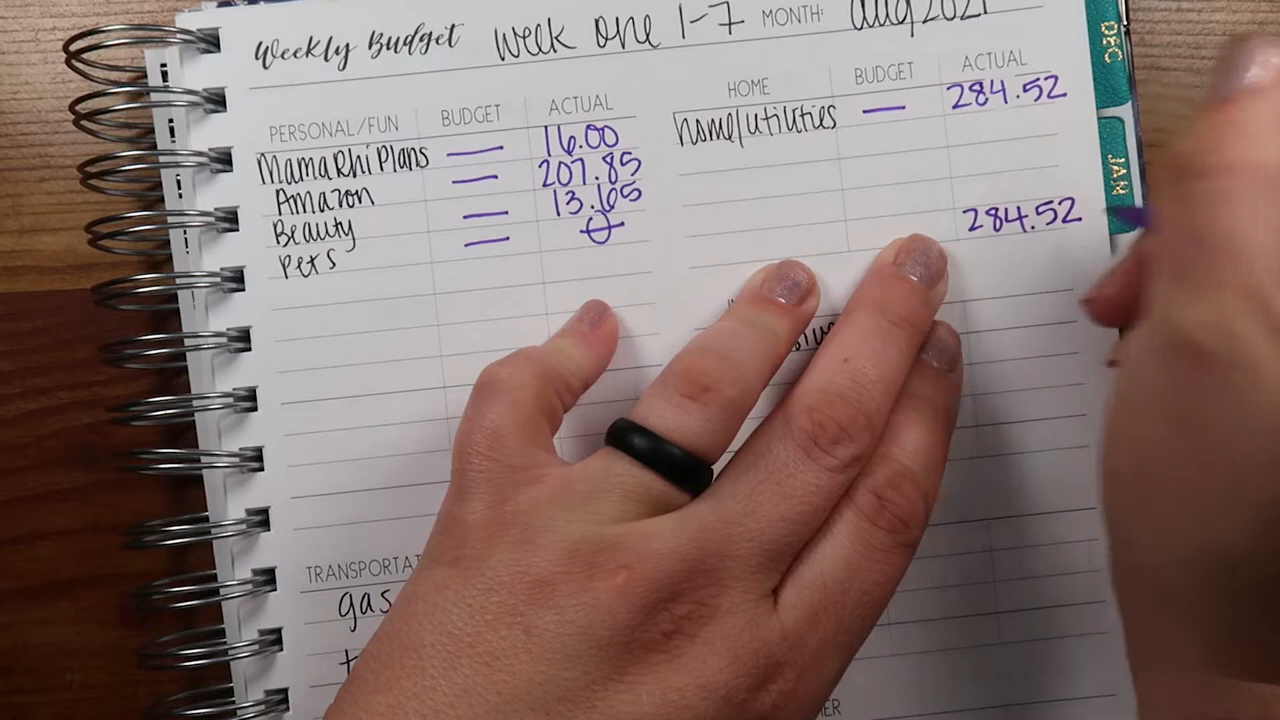 Weekly Budget week one 1-7 MONTH: aug 2021
PERSONAL/FUN BUDGET ACTUAL
MamaRhiPlans — 16.00
Amazon — 207.85
Beauty — 13.65
Pets — 0
HOME BUDGET ACTUAL
home/utilities — 284.52
284.52
TRANSPORTAT
gas
DEC
JAN